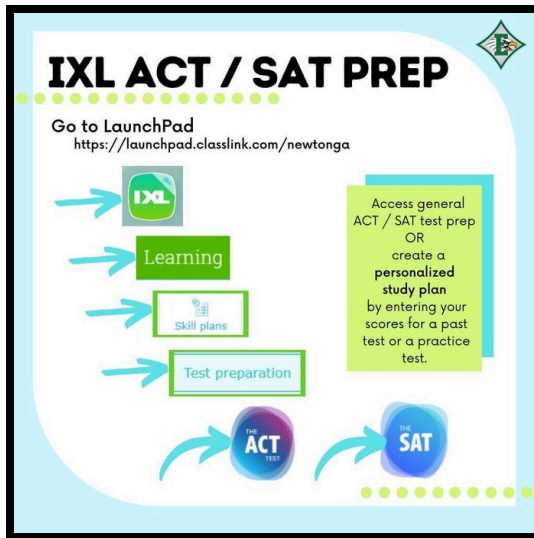 IXL ACT / SAT PREP
Go to LaunchPad
https://launchpad.classlink.com/newtonga
IXL
Learning
Skill plans
Test preparation
THE
ACT
TEST
THE
SAT
Access general
ACT / SAT test prep
OR
create a
personalized
study plan
by entering your
scores for a past
test or a practice
test.
E